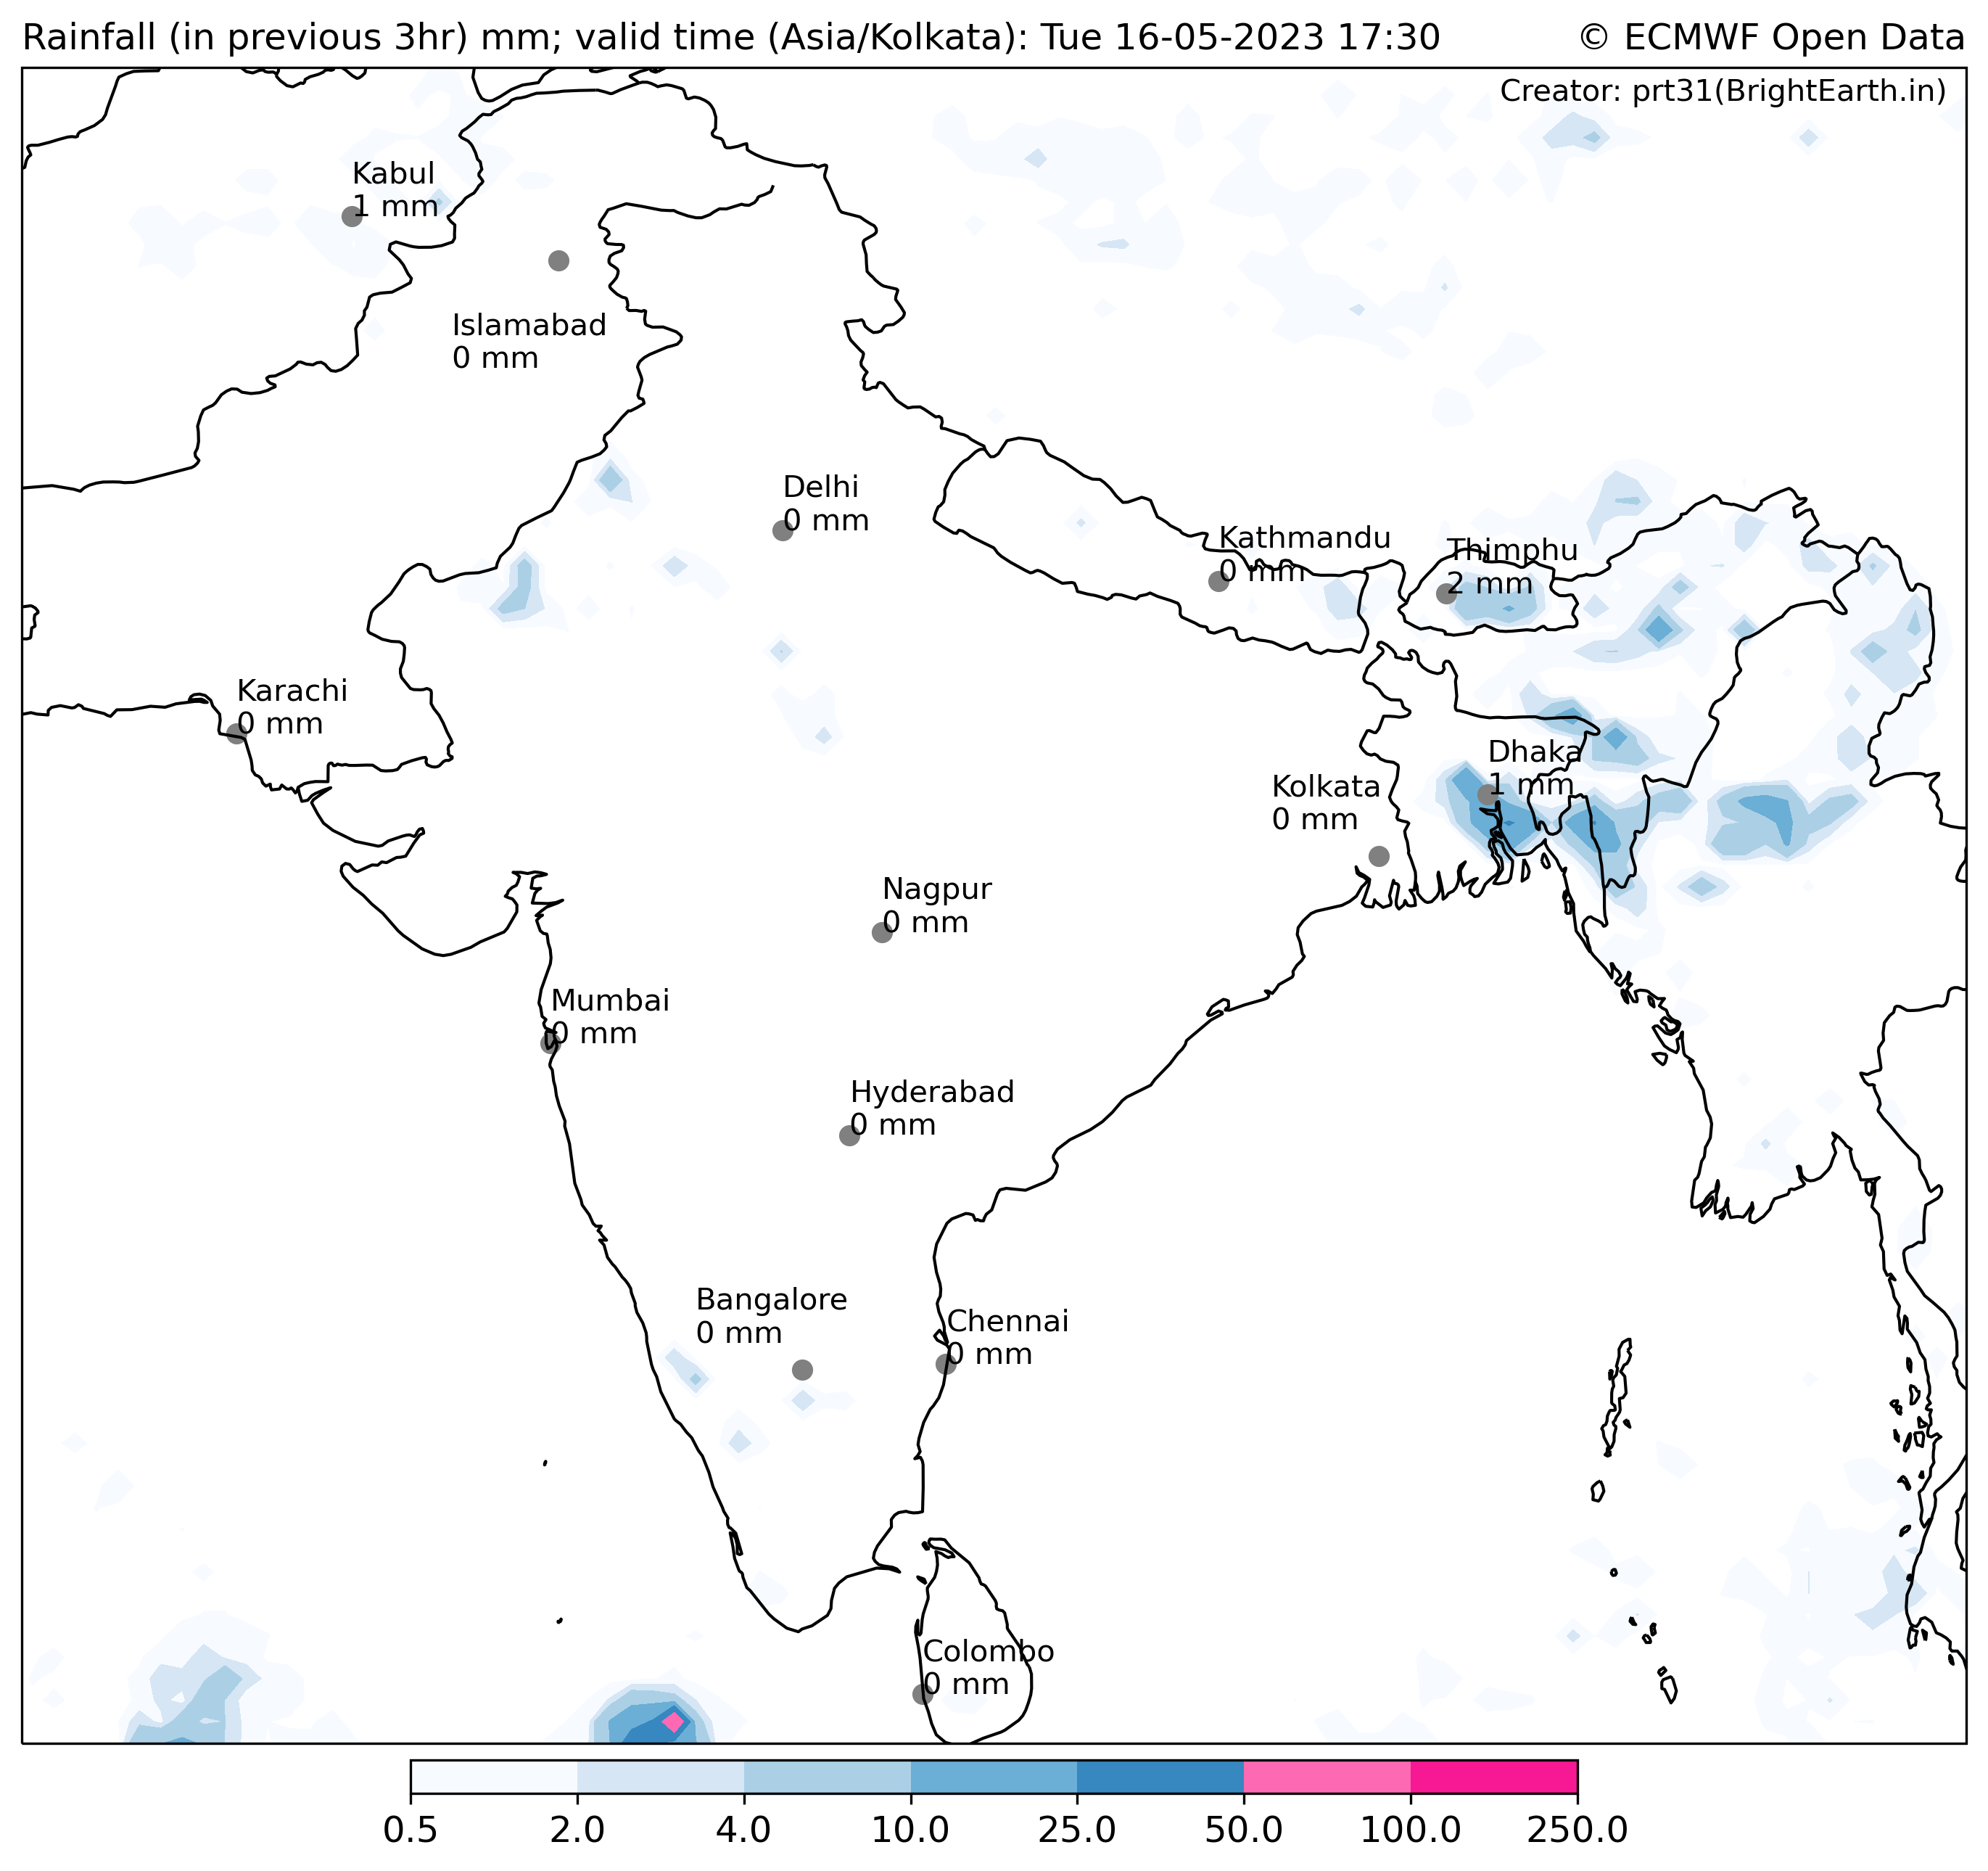 Rainfall (in previous 3hr) mm; valid time (Asia/Kolkata): Tue 16-05-2023 17:30
© ECMWF Open Data
Creator: prt31(BrightEarth.in)
Kabul
1 mm
Islamabad
0 mm
Delhi
0 mm
Kathmandu
0 mm
Thimphu
2 mm
Karachi
0 mm
Dhaka
1 mm
Kolkata
0 mm
Nagpur
0 mm
Mumbai
0 mm
Hyderabad
0 mm
Bangalore
0 mm
Chennai
0 mm
Colombo
0 mm
0.5 2.0 4.0 10.0 25.0 50.0 100.0 250.0